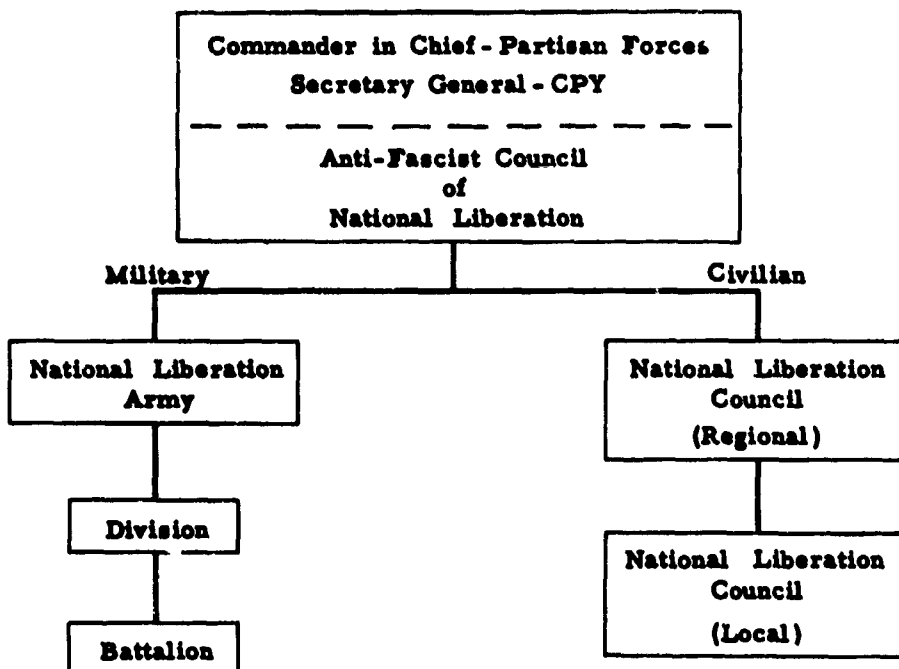 Commander in Chief - Partisan Forces
Secretary General - CPY
Anti-Fascist Council
of
National Liberation
Military
Civilian
National Liberation
Army
National Liberation
Council
(Regional)
Division
National Liberation
Council
(Local)
Battalion